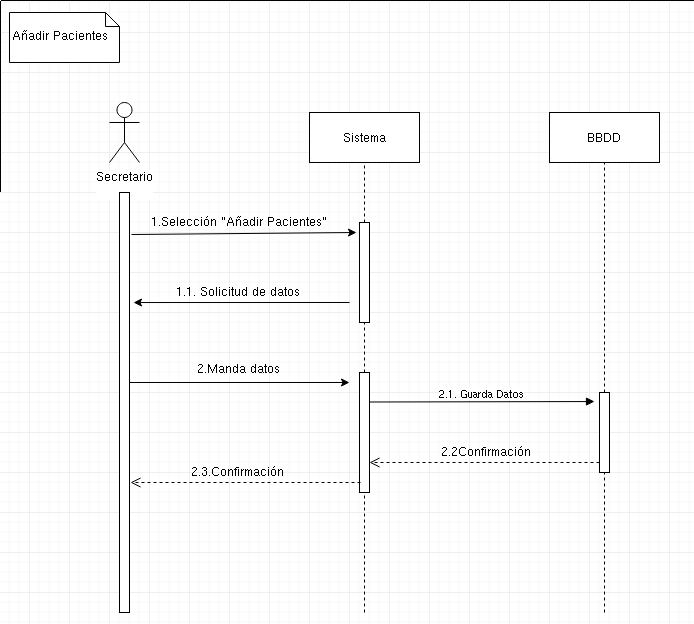 Añadir Pacientes
Sistema
BBDD
Secretario
1.Selección "Añadir Pacientes"
1.1. Solicitud de datos
2.Manda datos
2.1. Guarda Datos
2.2Confirmación
2.3.Confirmación